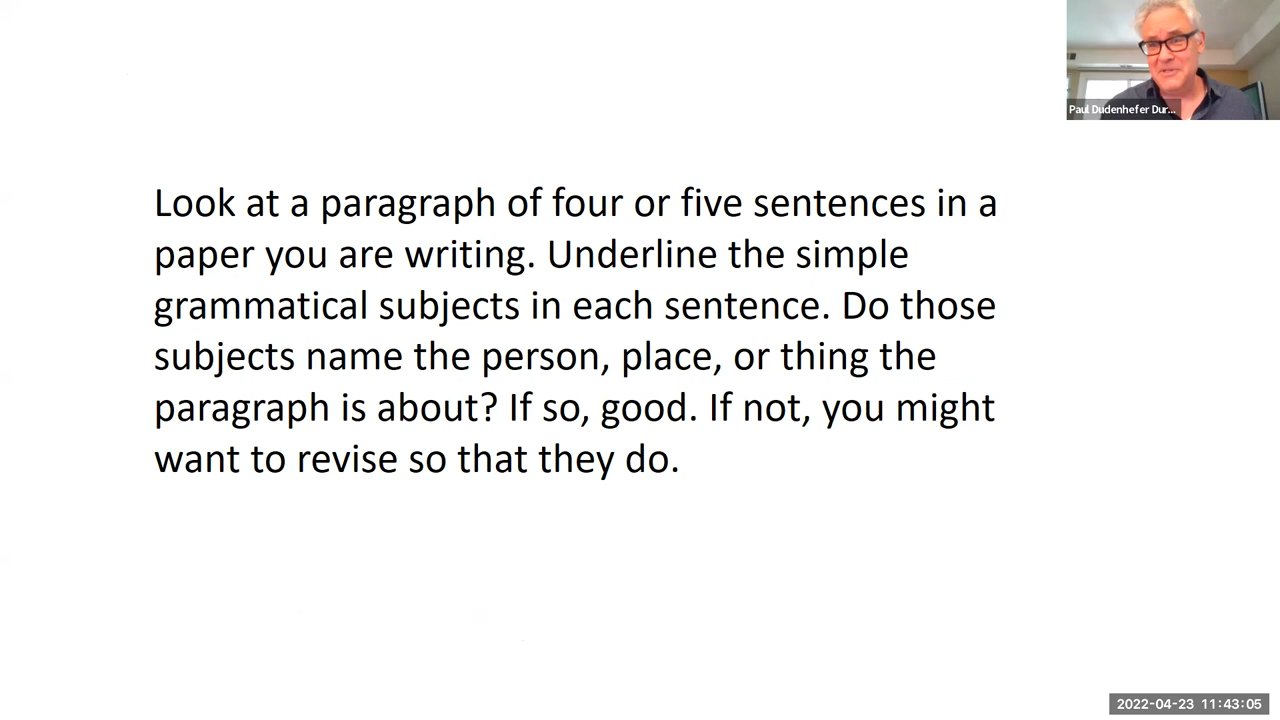 Paul Dudenhefer Dur...
Look at a paragraph of four or five sentences in a
paper you are writing. Underline the simple
grammatical subjects in each sentence. Do those
subjects name the person, place, or thing the
paragraph is about? If so, good. If not, you might
want to revise so that they do.
2022-04-23 11:43:05